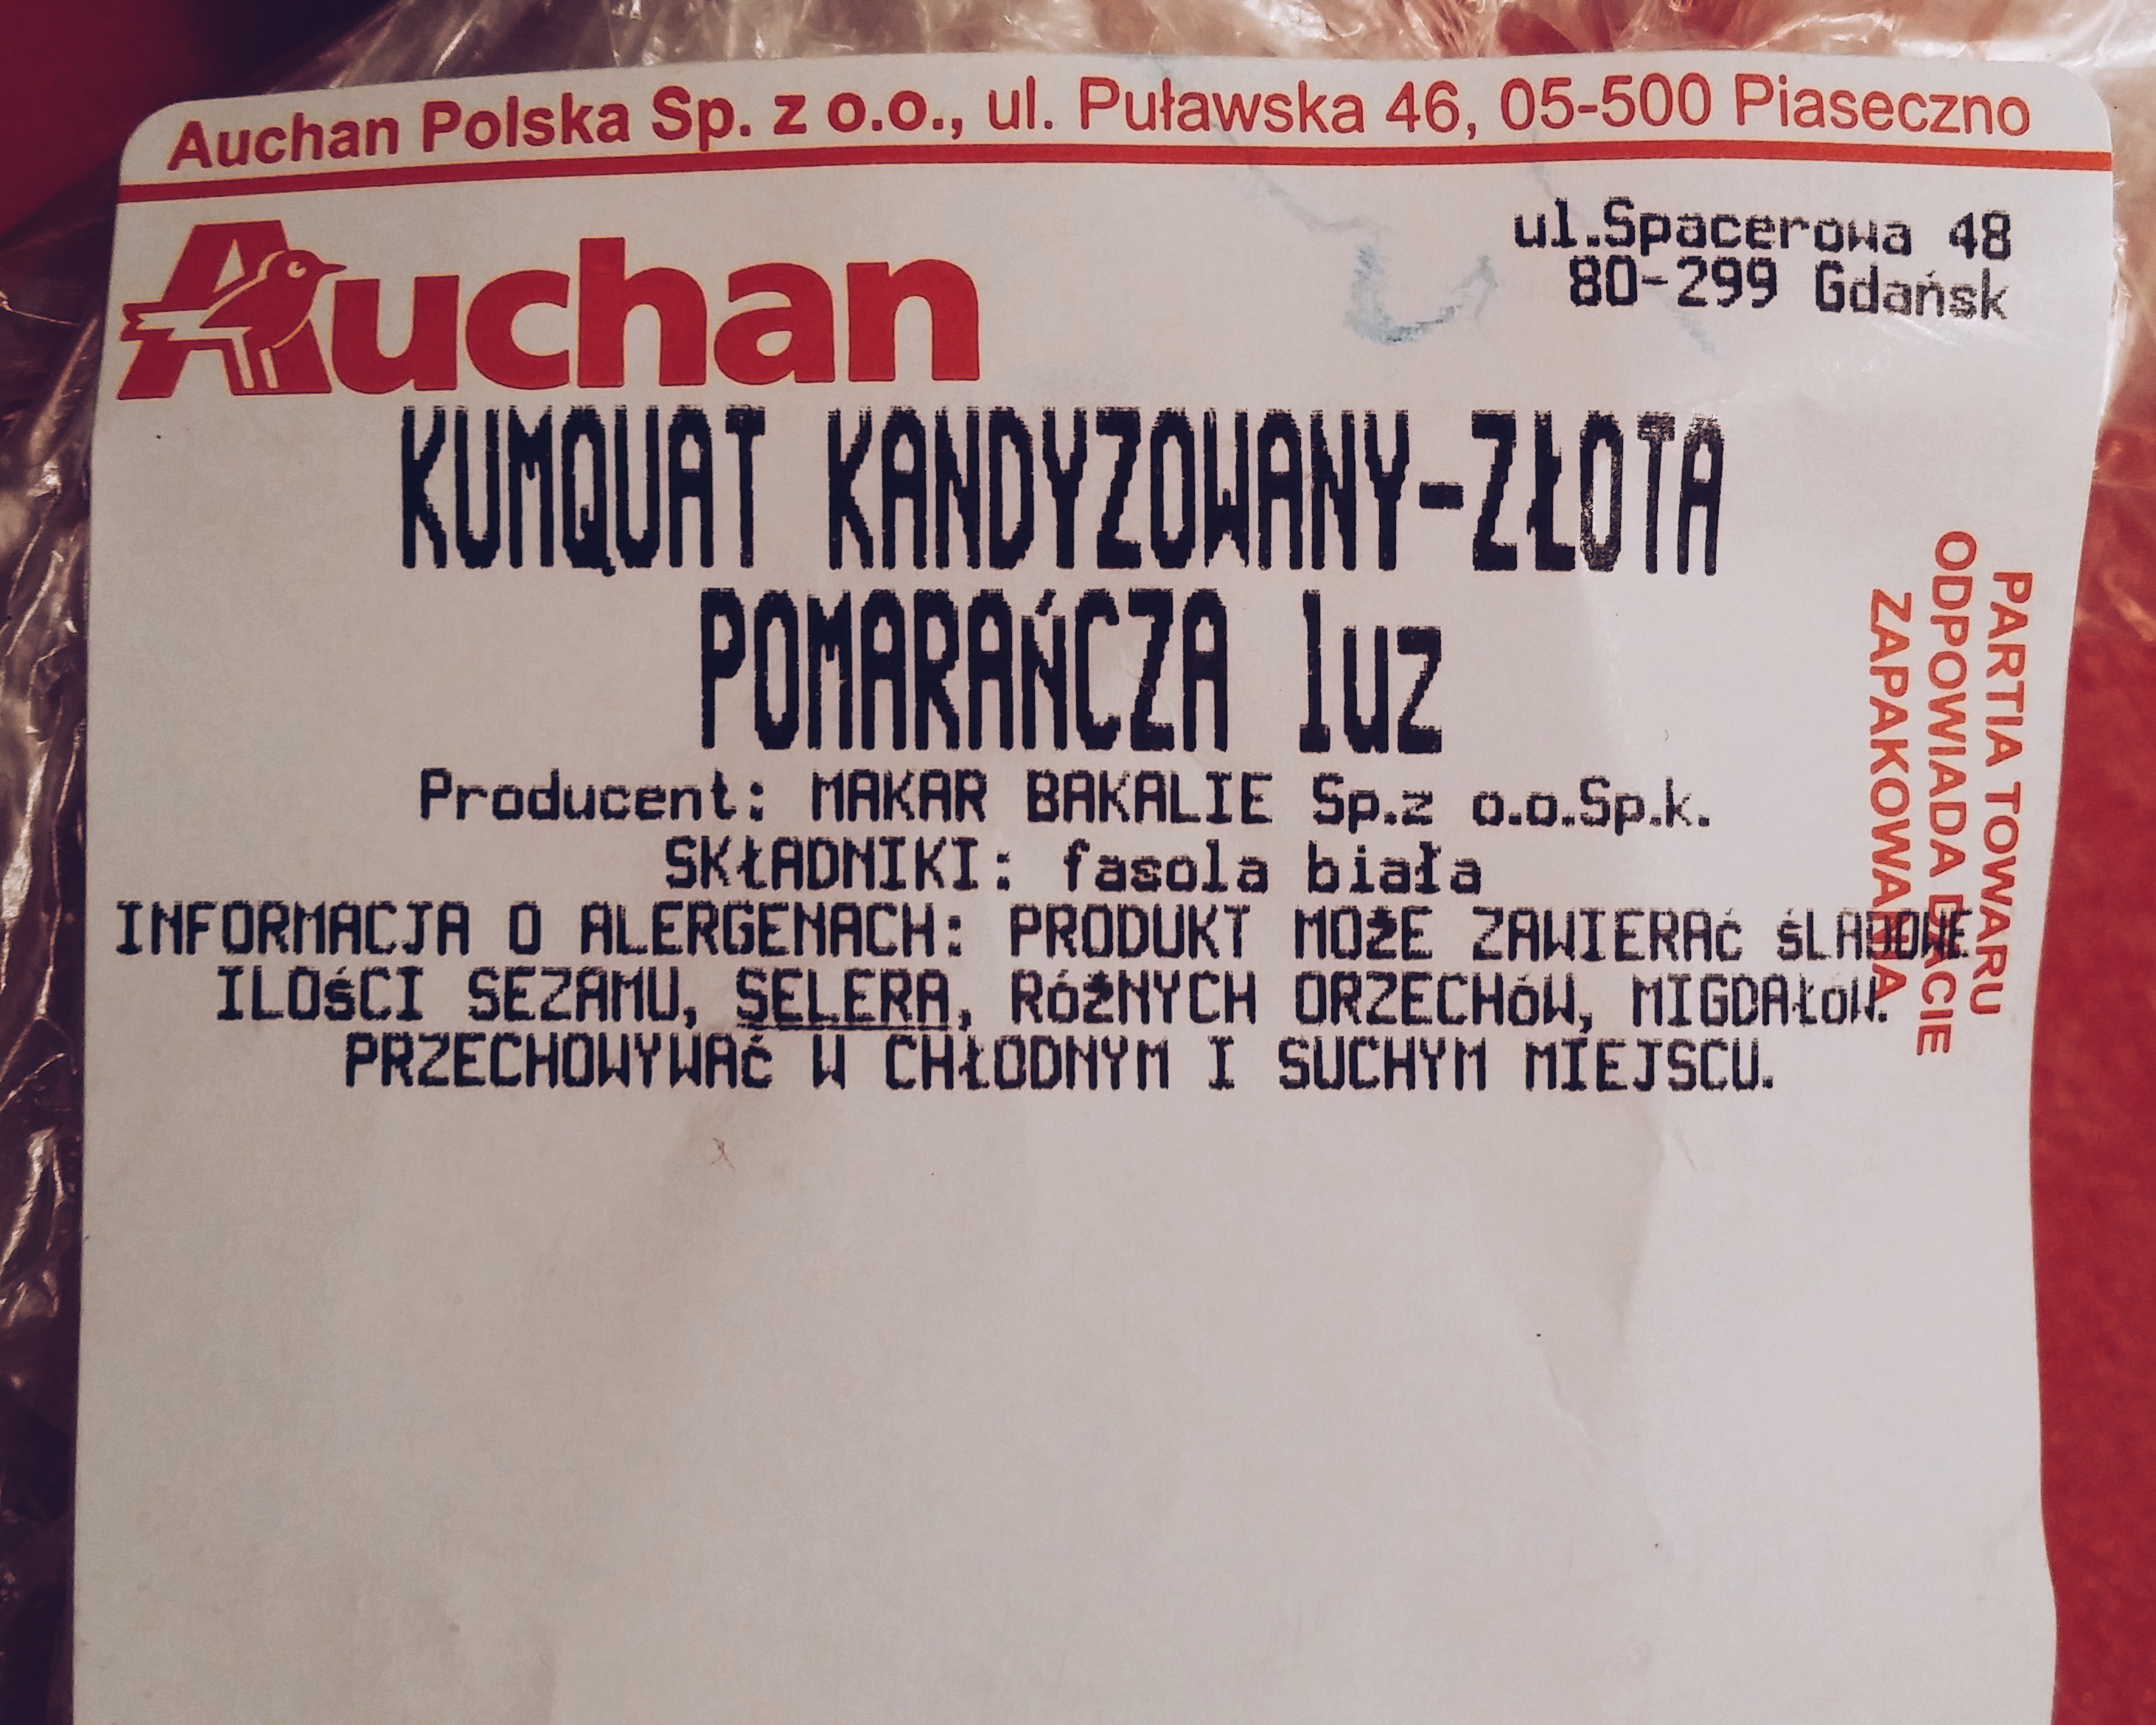 Auchan Polska Sp. z o.o., ul. Puławska 46, 05-500 Piaseczno
Auchan
ul.Spacerowa 48
80-299 Gdańsk
KUMQUAT KANDYZOWANY-ZŁOTA
POMARAŃCZA luz
Producent: MAKAR BAKALIE Sp.z o.o.Sp.k.
SKŁADNIKI: fasola biała
INFORMACJA O ALERGENACH: PRODUKT MOŻE ZAWIERAć śLADOWE
ILOśCI SEZAMU, SELERA, RóżNYCH ORZECHóW, MIGDAłóW.
PRZECHOWYWAć W CHŁODNYM I SUCHYM MIEJSCU.
PARTIA TOWARU
ODPOWIADA DACIE
ZAPAKOWANIA